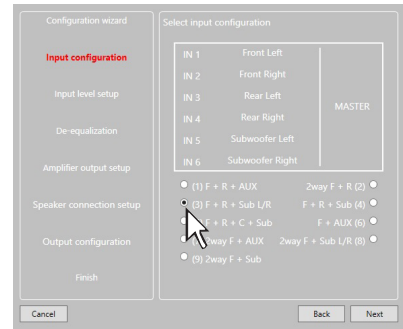 Configuration wizard
Input configuration
Input level setup
De-equalization
Amplifier output setup
Speaker connection setup
Output configuration
Finish
Cancel
Select input configuration
IN 1 Front Left
IN 2 Front Right
IN 3 Rear Left
IN 4 Rear Right
IN 5 Subwoofer Left
IN 6 Subwoofer Right
MASTER
(1) F + R + AUX 2way F + R (2)
(3) F + R + Sub L/R F + R + Sub (4)
F + R + C + Sub F + AUX (6)
2way F + AUX 2way F + Sub L/R (8)
(9) 2way F + Sub
Back Next